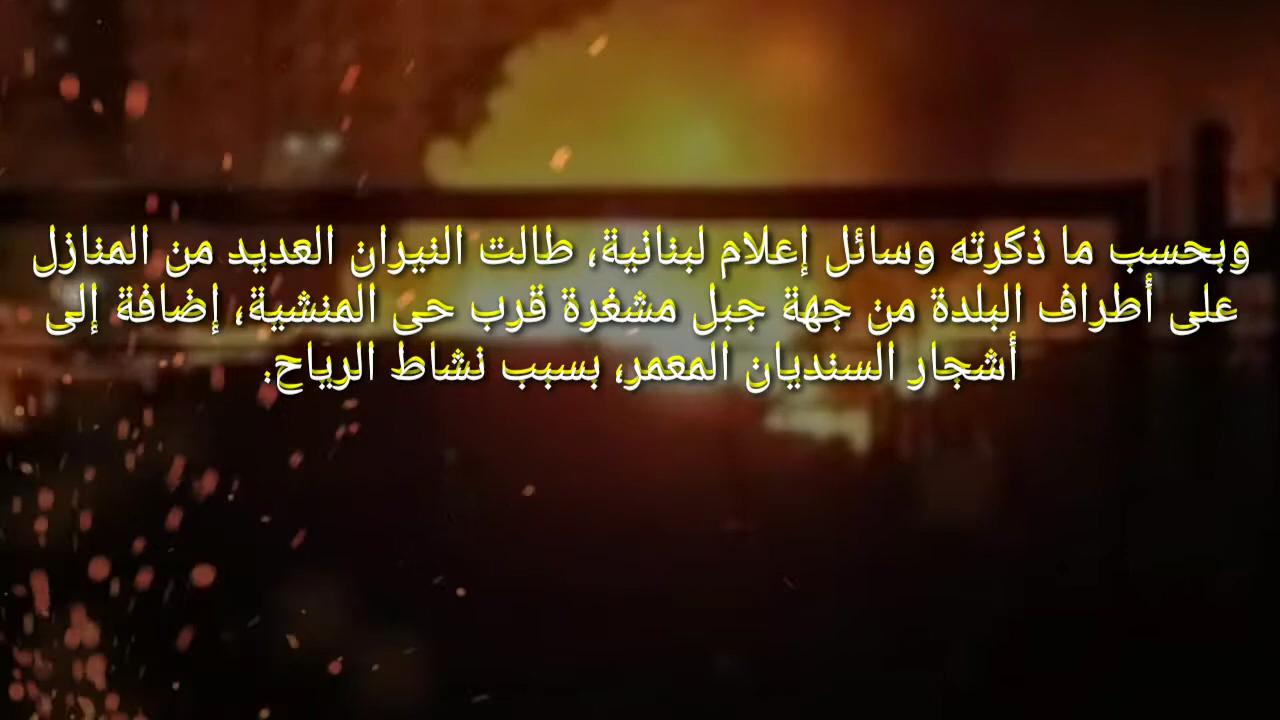 وبحسب ما ذكرته وسائل إعلام لبنانية، طالت النيران العديد من المنازل
على أطراف البلدة من جهة جبل مشغرة قرب حى المنشية، إضافة إلى
أشجار السنديان المعمر، بسبب نشاط الرياح.